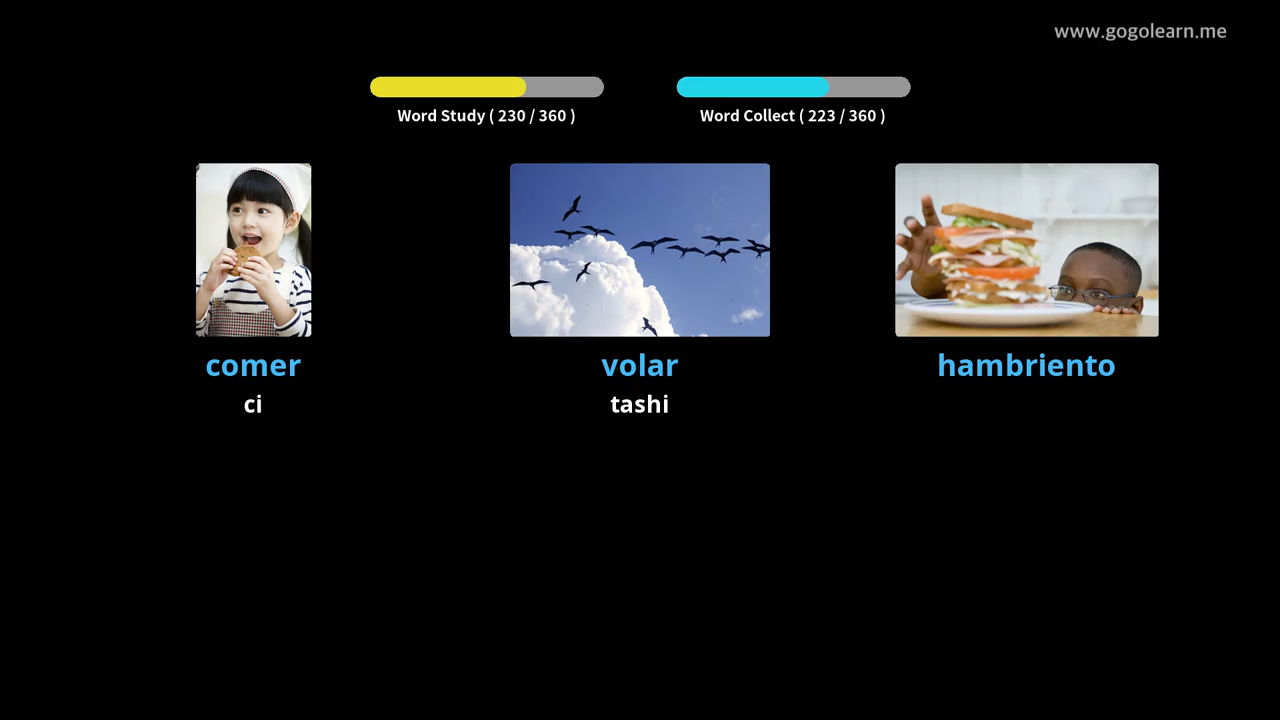 www.gogolearn.me
Word Study ( 230 / 360 )
Word Collect ( 223 / 360 )
comer
ci
volar
tashi
hambriento